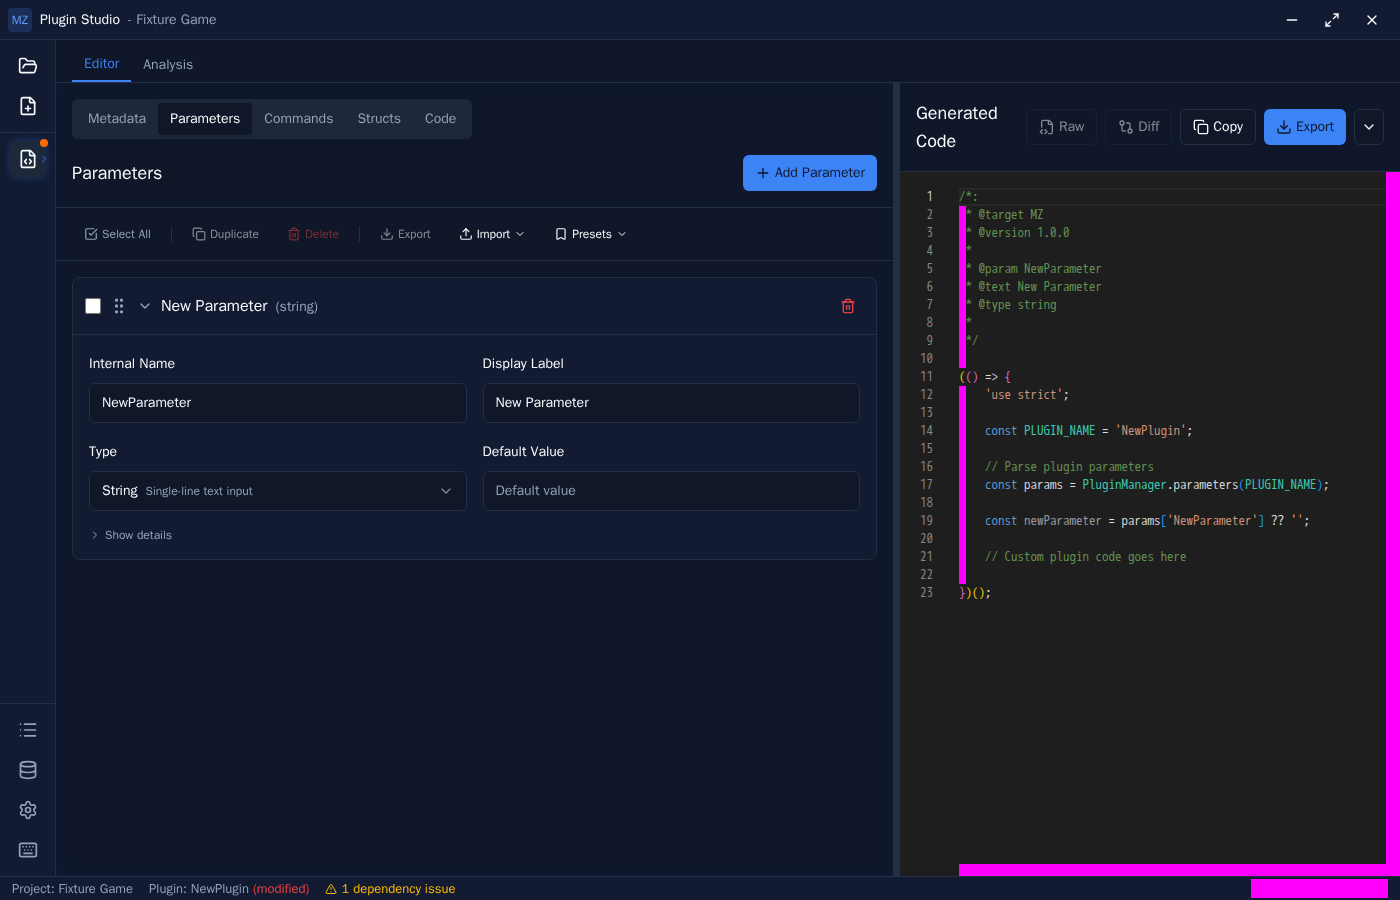 MZ Plugin Studio - Fixture Game
Editor Analysis
Metadata Parameters Commands Structs Code
Parameters
Add Parameter
Select All Duplicate Delete Export Import Presets
New Parameter (string)
Internal Name Display Label
NewParameter New Parameter
Type Default Value
String Single-line text input Default value
Show details
Generated Code
Raw Diff Copy Export
1 /*:
2 * @target MZ
3 * @version 1.0.0
4 *
5 * @param NewParameter
6 * @text New Parameter
7 * @type string
8 *
9 */
10
11 (() => {
12 'use strict';
13
14 const PLUGIN_NAME = 'NewPlugin';
15
16 // Parse plugin parameters
17 const params = PluginManager.parameters(PLUGIN_NAME);
18
19 const newParameter = params['NewParameter'] ?? '';
20
21 // Custom plugin code goes here
22
23 })();
Project: Fixture Game Plugin: NewPlugin (modified) 1 dependency issue